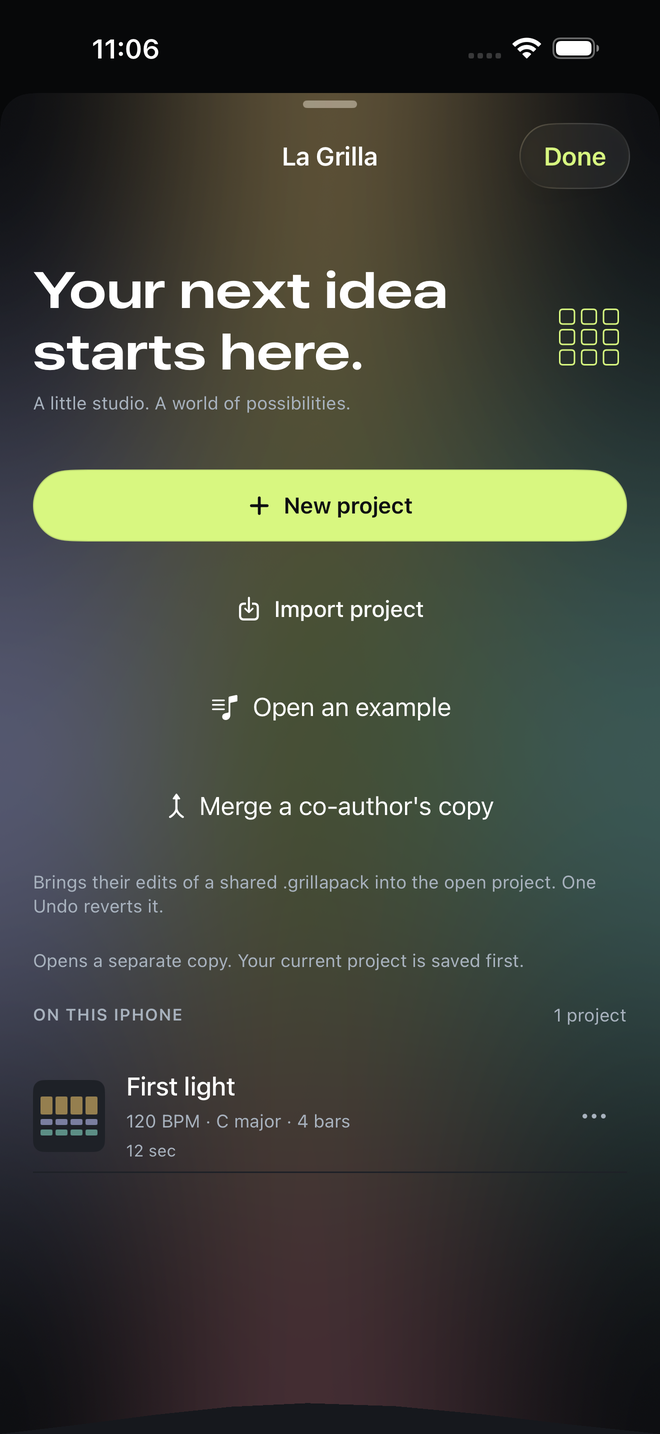 11:06
La Grilla
Done
Your next idea
starts here.
A little studio. A world of possibilities.
New project
Import project
Open an example
Merge a co-author's copy
Brings their edits of a shared .grillapack into the open project. One
Undo reverts it.
Opens a separate copy. Your current project is saved first.
ON THIS IPHONE
1 project
First light
120 BPM · C major · 4 bars
12 sec